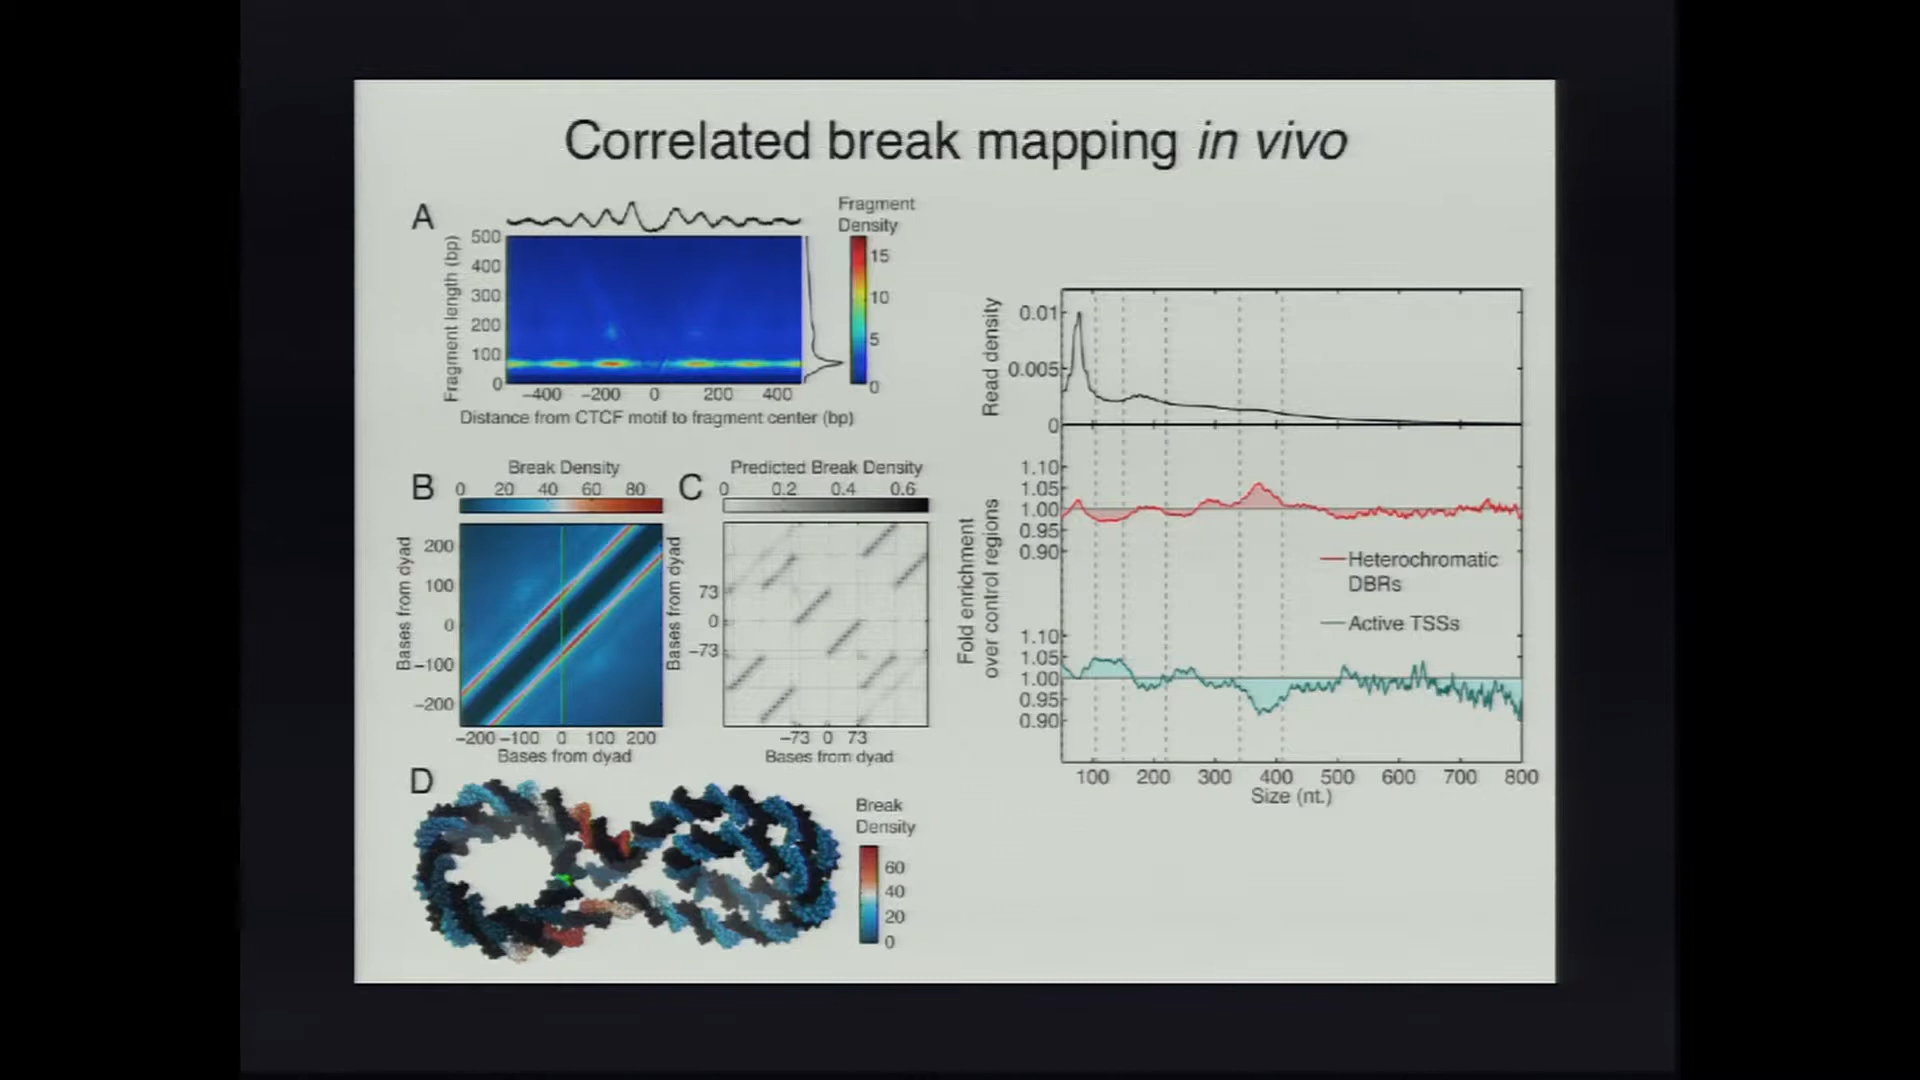 Correlated break mapping in vivo
A
Fragment
Density
Fragment length (bp)
500
400
300
200
100
0
15
10
5
0
−400 −200 0 200 400
Distance from CTCF motif to fragment center (bp)
B
Break Density
0 20 40 60 80
Bases from dyad
200
100
0
−100
−200
−200 −100 0 100 200
Bases from dyad
C
Predicted Break Density
0 0.2 0.4 0.6
Bases from dyad
73
0
−73
−73 0 73
Bases from dyad
D
Break
Density
60
40
20
0
Read density
0.01
0.005
0
Fold enrichment
over control regions
1.10
1.05
1.00
0.95
0.90
Heterochromatic
DBRs
Active TSSs
1.10
1.05
1.00
0.95
0.90
100 200 300 400 500 600 700 800
Size (nt.)